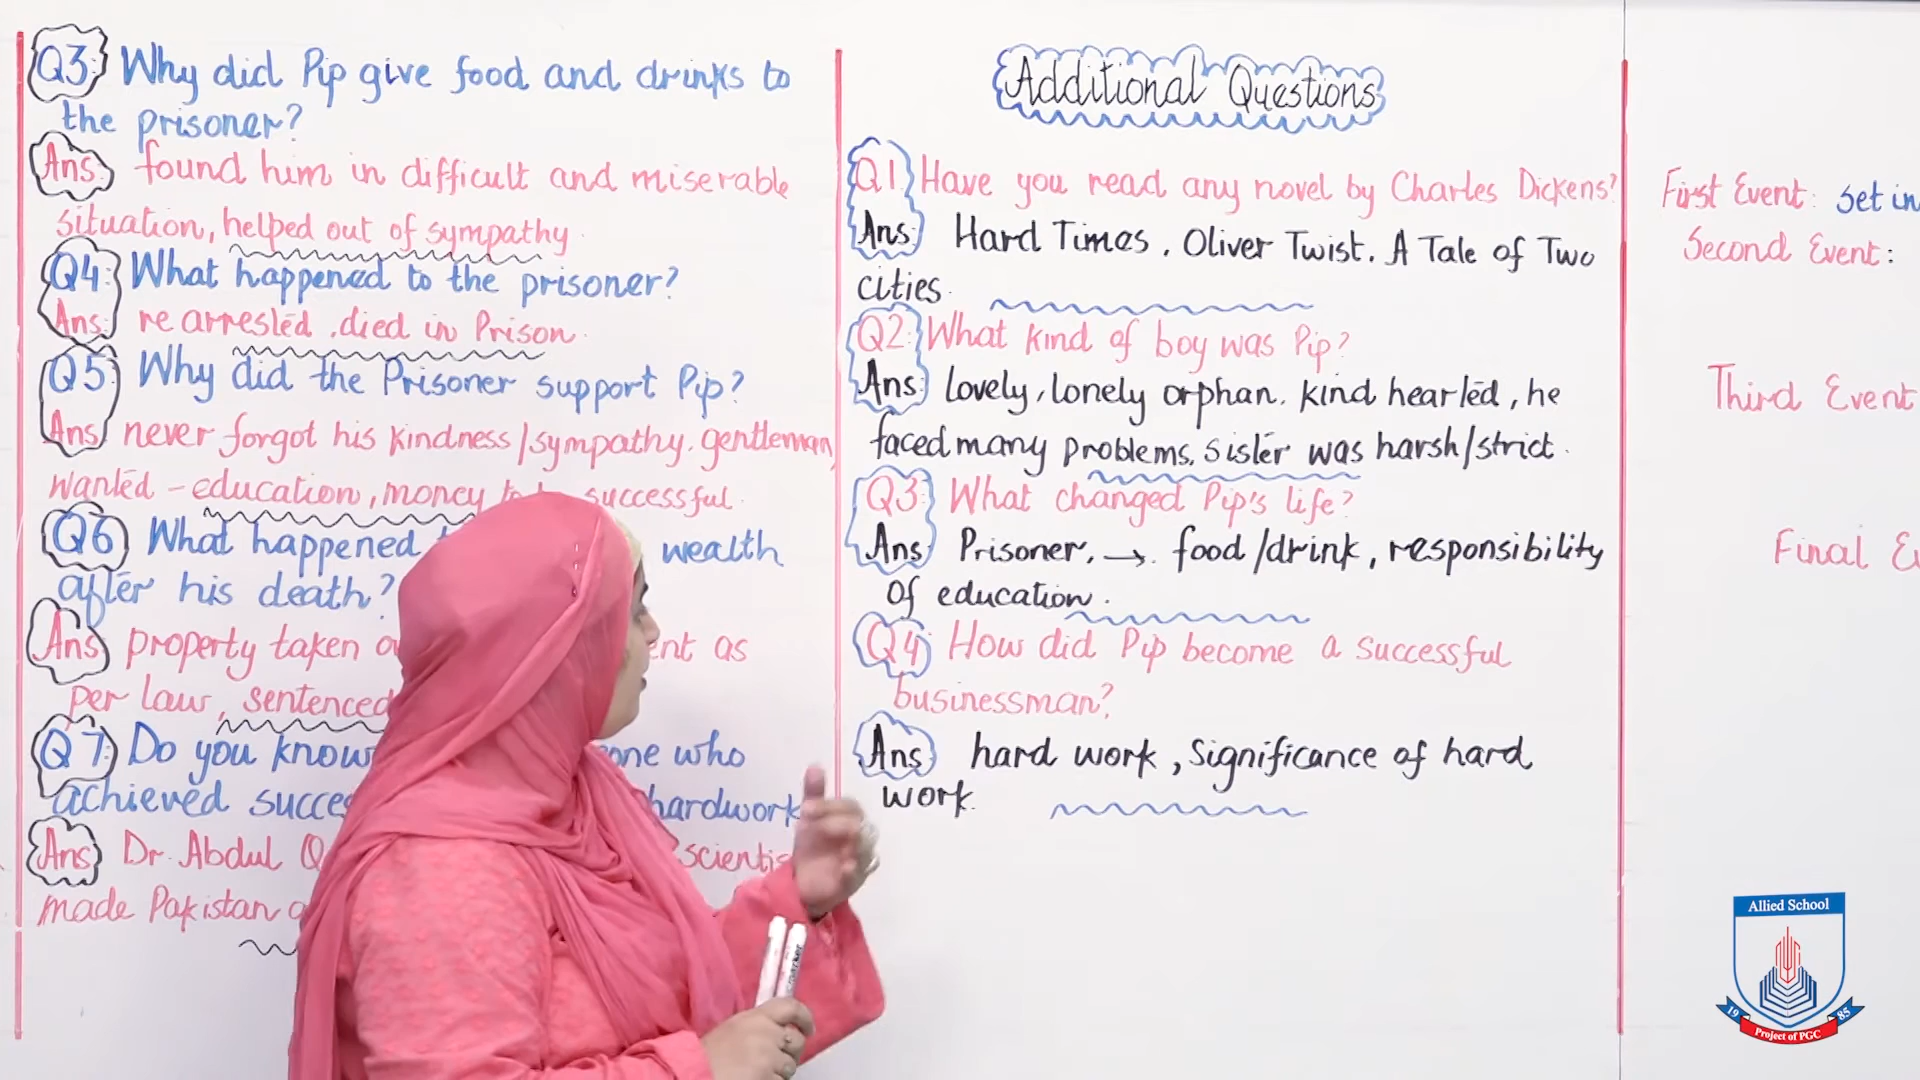 Q3: Why did Pip give food and drinks to
the prisoner?
Ans: found him in difficult and miserable
situation, helped out of sympathy.
Q4: What happened to the prisoner?
Ans: re arrested, died in Prison.
Q5: Why did the Prisoner support Pip?
Ans never forgot his kindness/sympathy. gentleman,
wanted - education, money to successful.
Q6 What happened wealth
after his death?
Ans property taken as
per law, sentenced
Q7: Do you know who
achieved hardwork
Ans Dr. Abdul
made Pakistan
Additional Questions
Q1 Have you read any novel by Charles Dickens?
Ans: Hard Times, Oliver Twist, A Tale of Two
cities.
Q2: What kind of boy was Pip?
Ans: lovely, lonely orphan, kind hearted, he
faced many problems, sister was harsh/strict.
Q3: What changed Pip's life?
Ans Prisoner, → food/drink, responsibility
of education.
Q4: How did Pip become a successful
businessman?
Ans hard work, Significance of hard
work.
First Event: set in
Second Event:
Third Event
Final
Allied School
19 85
Project of PGC